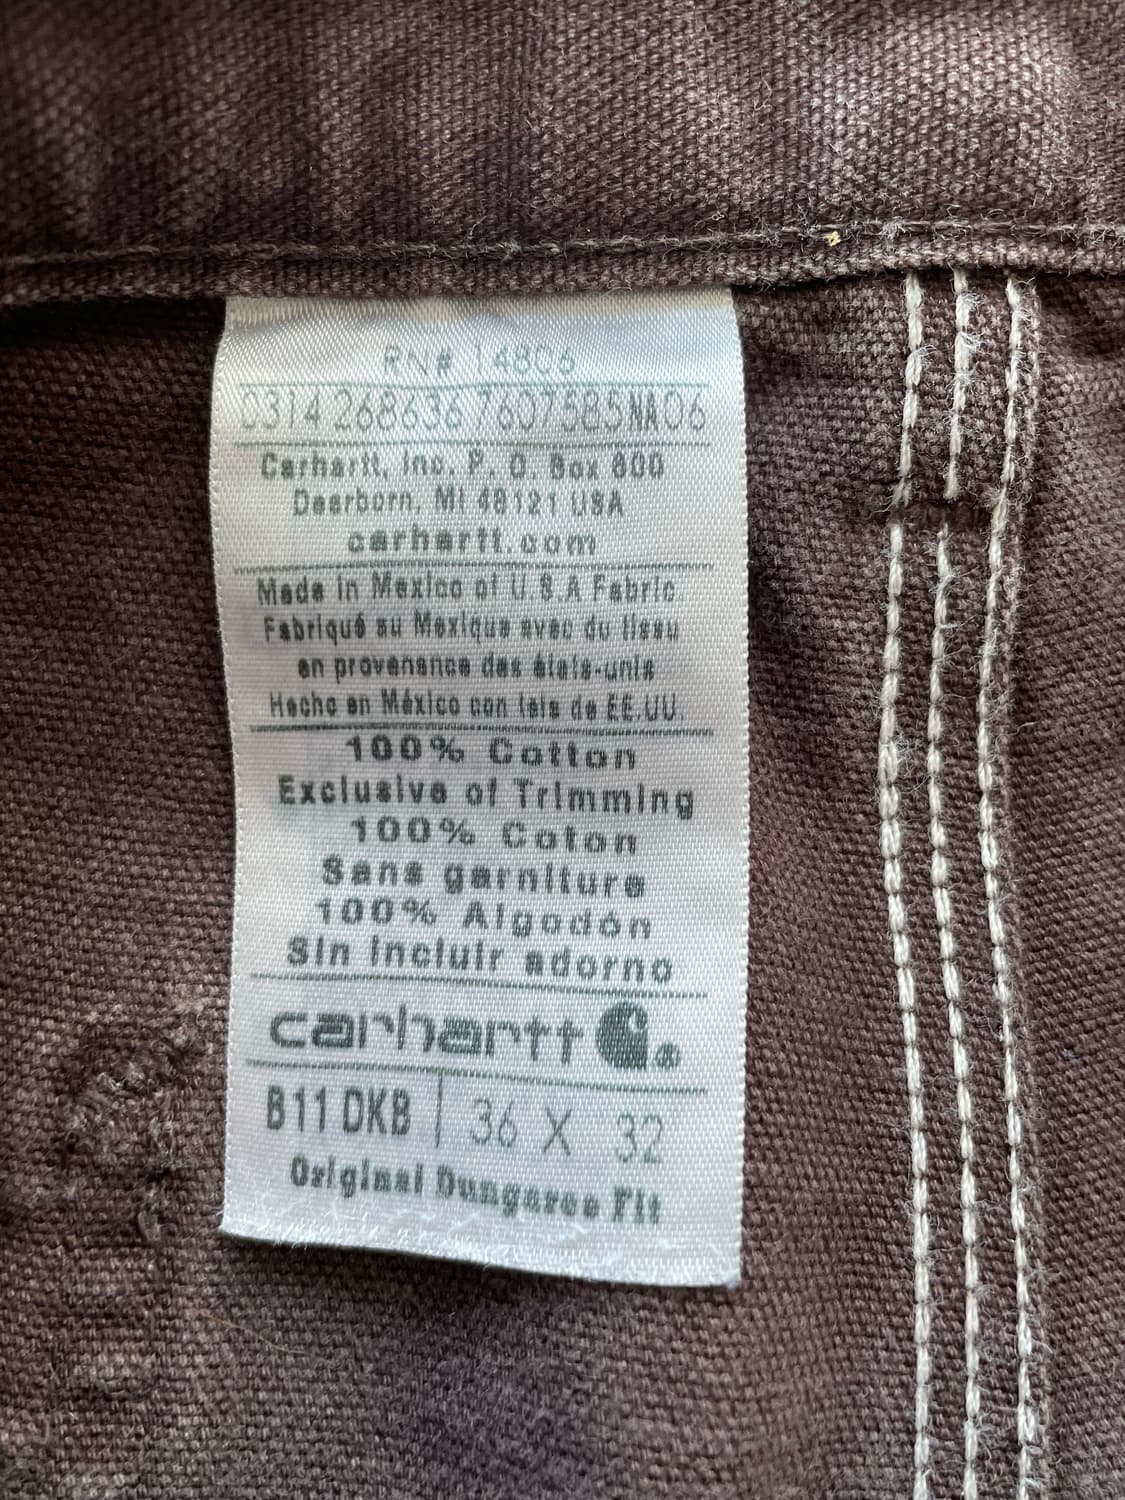 RN# 14806
0314 268636 7607585NA06
Carhartt, Inc. P. O. Box 600
Dearborn, MI 48121 USA
carhartt.com
Made in Mexico of U.S.A Fabric
Fabriqué au Mexique avec du tissu
en provenance des états-unis
Hecho en México con tela de EE.UU.
100% Cotton
Exclusive of Trimming
100% Coton
Sans garniture
100% Algodón
Sin incluir adorno
carhartt ®
B11 DKB | 36 X 32
Original Dungaree Fit